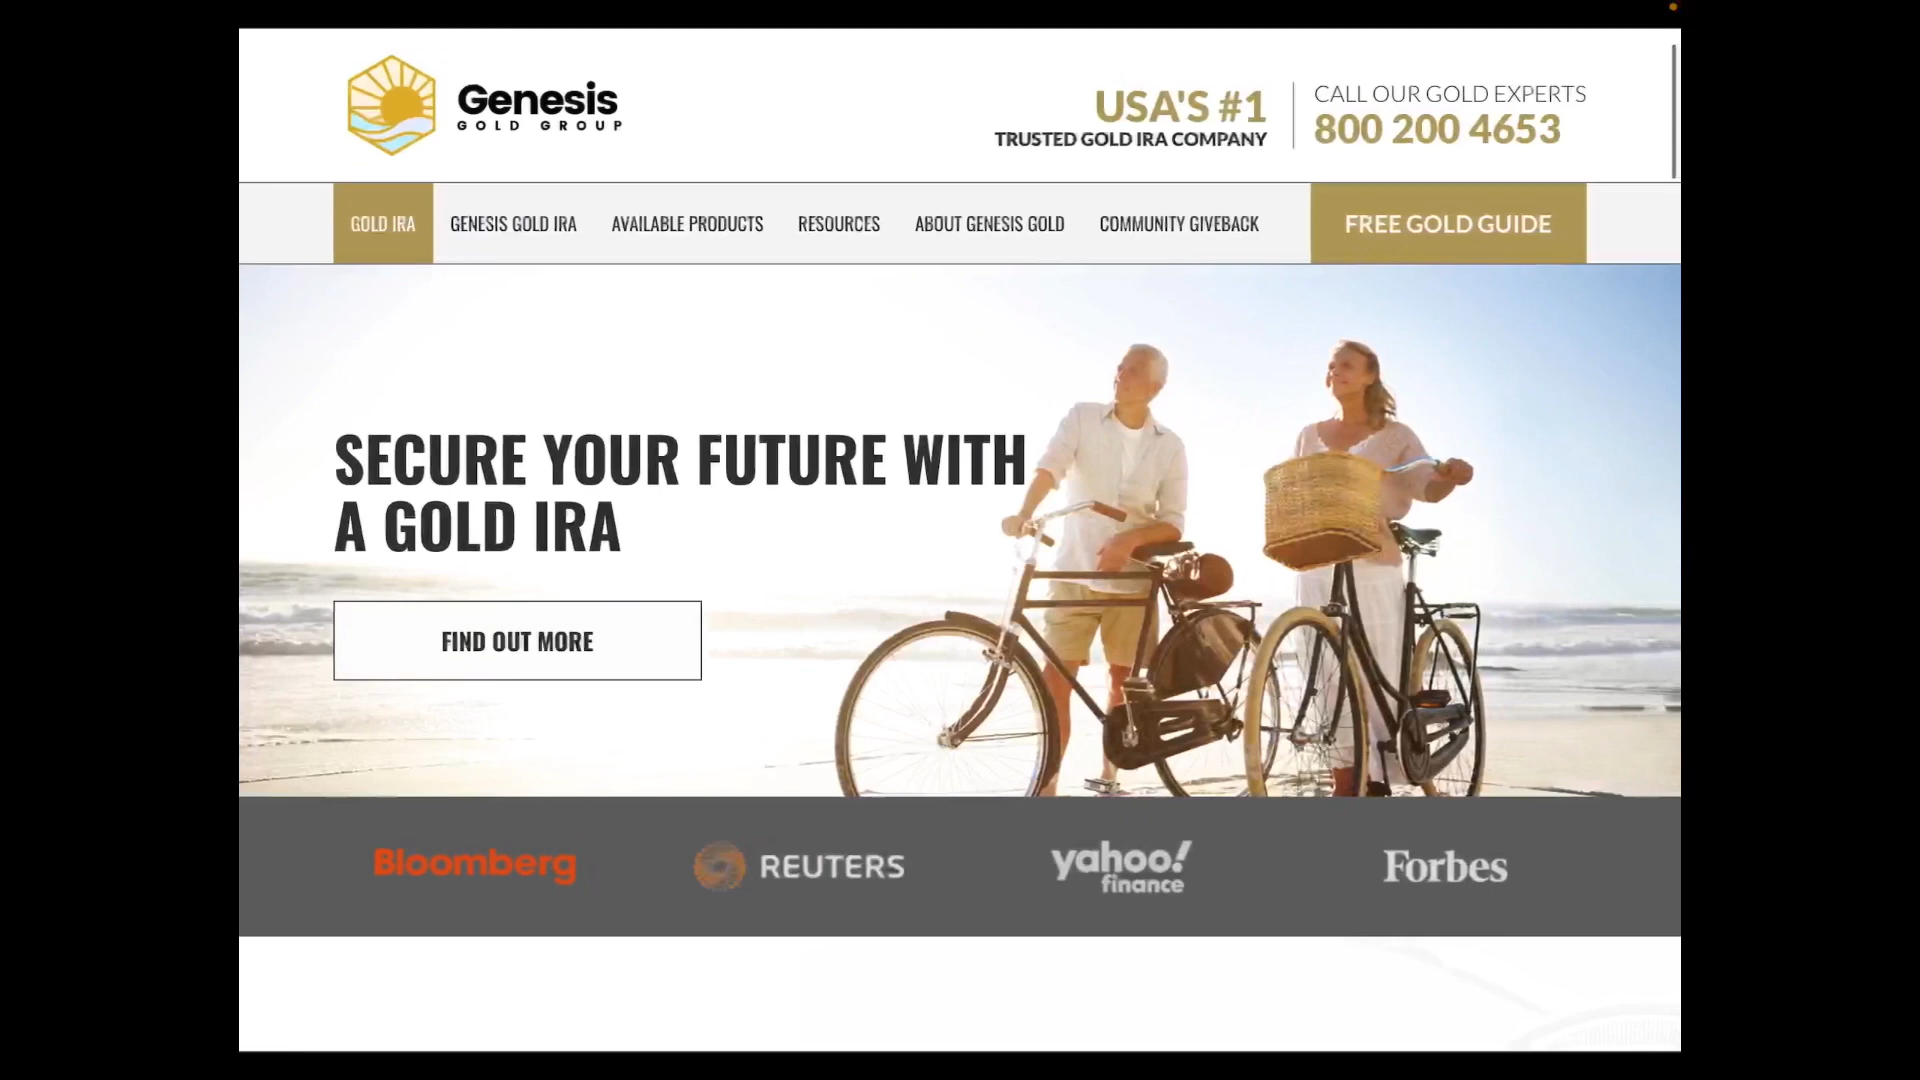 Genesis
GOLD GROUP
USA'S #1
TRUSTED GOLD IRA COMPANY
CALL OUR GOLD EXPERTS
800 200 4653
GOLD IRA
GENESIS GOLD IRA
AVAILABLE PRODUCTS
RESOURCES
ABOUT GENESIS GOLD
COMMUNITY GIVEBACK
FREE GOLD GUIDE
SECURE YOUR FUTURE WITH
A GOLD IRA
FIND OUT MORE
Bloomberg
REUTERS
yahoo!
finance
Forbes